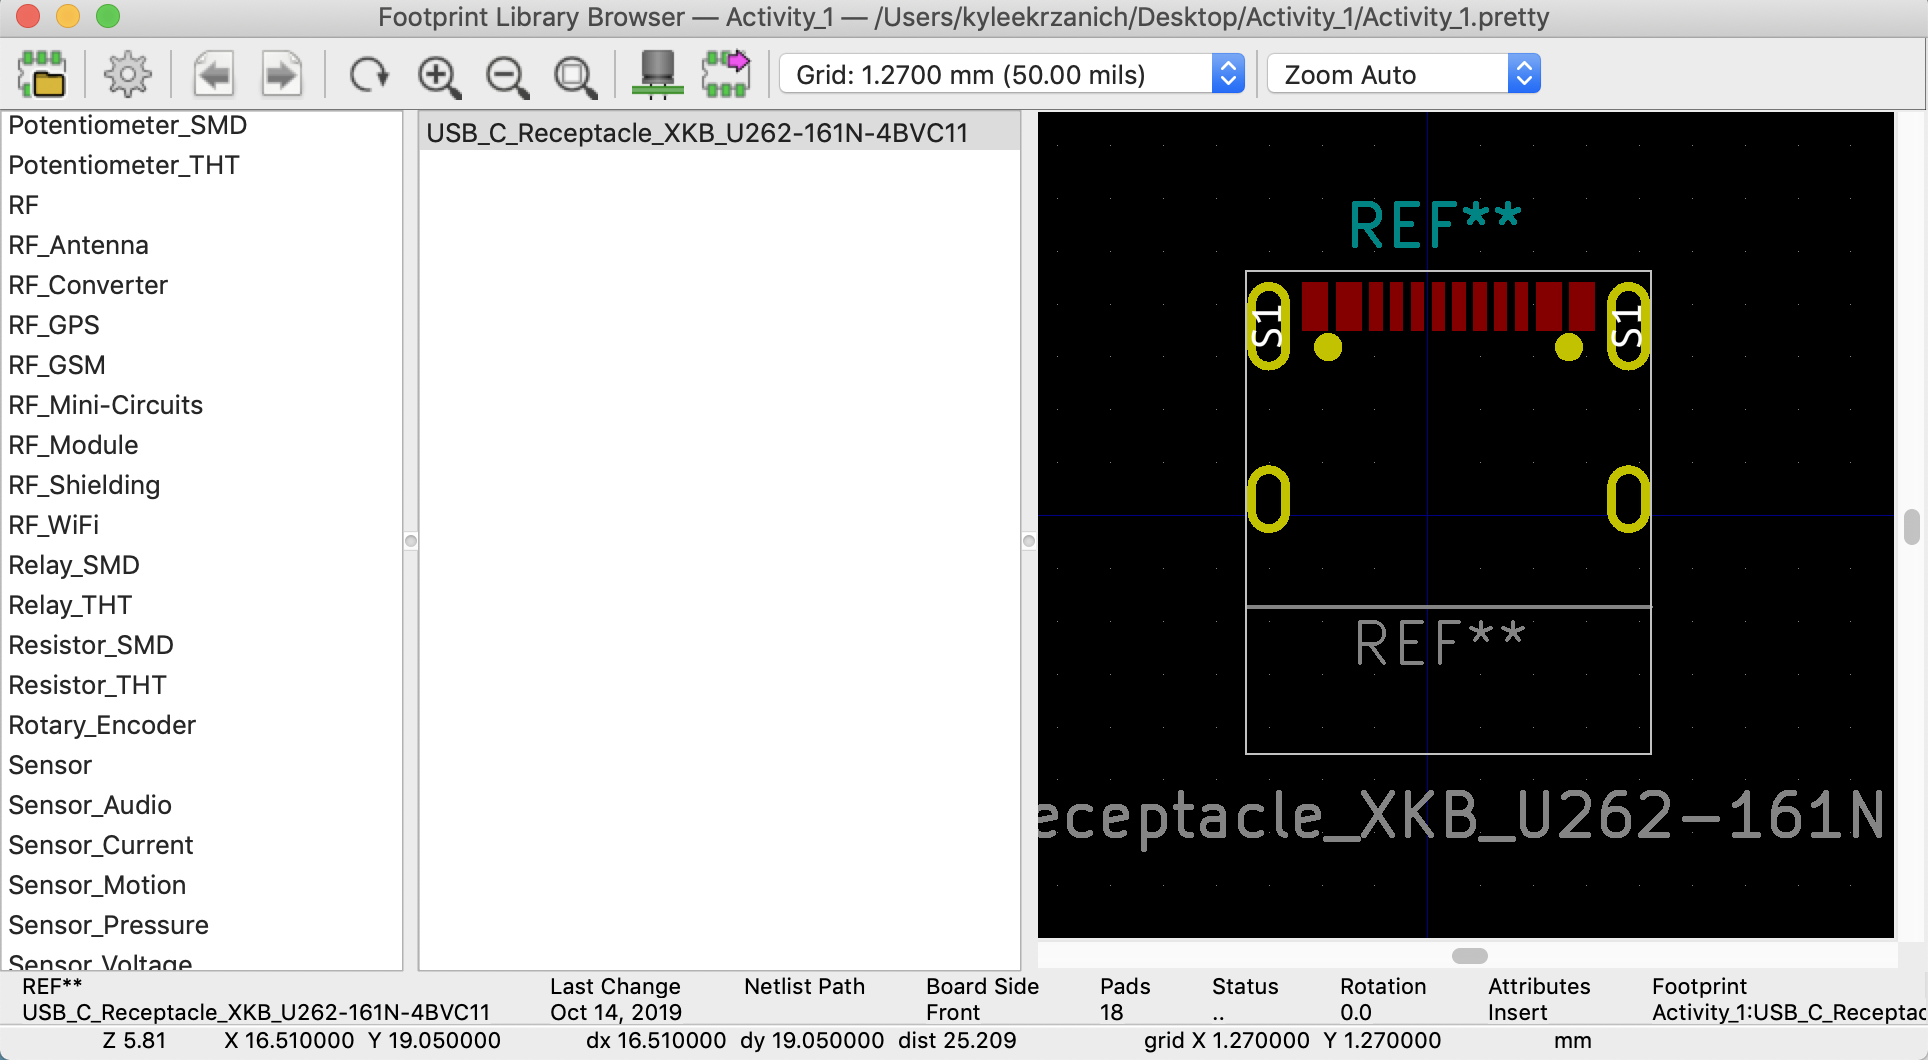 Footprint Library Browser — Activity_1 — /Users/kyleekrzanich/Desktop/Activity_1/Activity_1.pretty
Grid: 1.2700 mm (50.00 mils)
Zoom Auto
Potentiometer_SMD
Potentiometer_THT
RF
RF_Antenna
RF_Converter
RF_GPS
RF_GSM
RF_Mini-Circuits
RF_Module
RF_Shielding
RF_WiFi
Relay_SMD
Relay_THT
Resistor_SMD
Resistor_THT
Rotary_Encoder
Sensor
Sensor_Audio
Sensor_Current
Sensor_Motion
Sensor_Pressure
Sensor_Voltage
USB_C_Receptacle_XKB_U262-161N-4BVC11
REF**
S1
S1
REF**
eceptacle_XKB_U262-161N
REF** Last Change Netlist Path Board Side Pads Status Rotation Attributes Footprint
USB_C_Receptacle_XKB_U262-161N-4BVC11 Oct 14, 2019 Front 18 .. 0.0 Insert Activity_1:USB_C_Receptac
Z 5.81 X 16.510000 Y 19.050000 dx 16.510000 dy 19.050000 dist 25.209 grid X 1.270000 Y 1.270000 mm